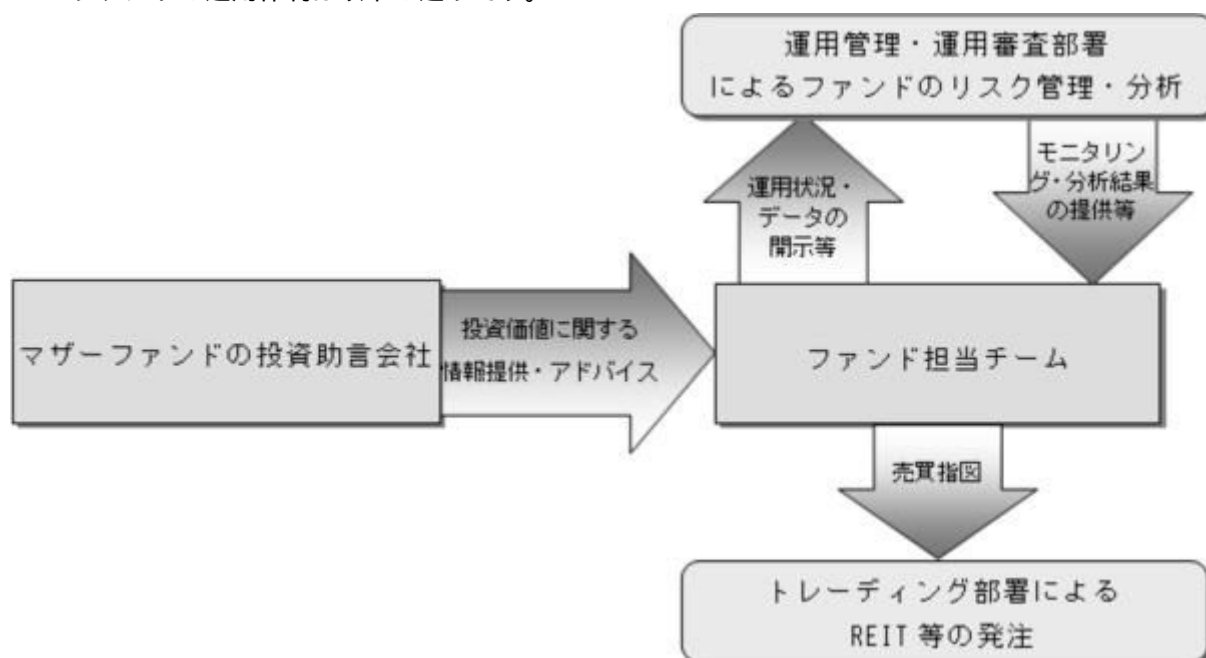 運用管理・運用審査部署
によるファンドのリスク管理・分析
運用状況・
データの
開示等
モニタリン
グ・分析結果
の提供等
マザーファンドの投資助言会社
投資価値に関する
情報提供・アドバイス
ファンド担当チーム
売買指図
トレーディング部署による
REIT 等の発注